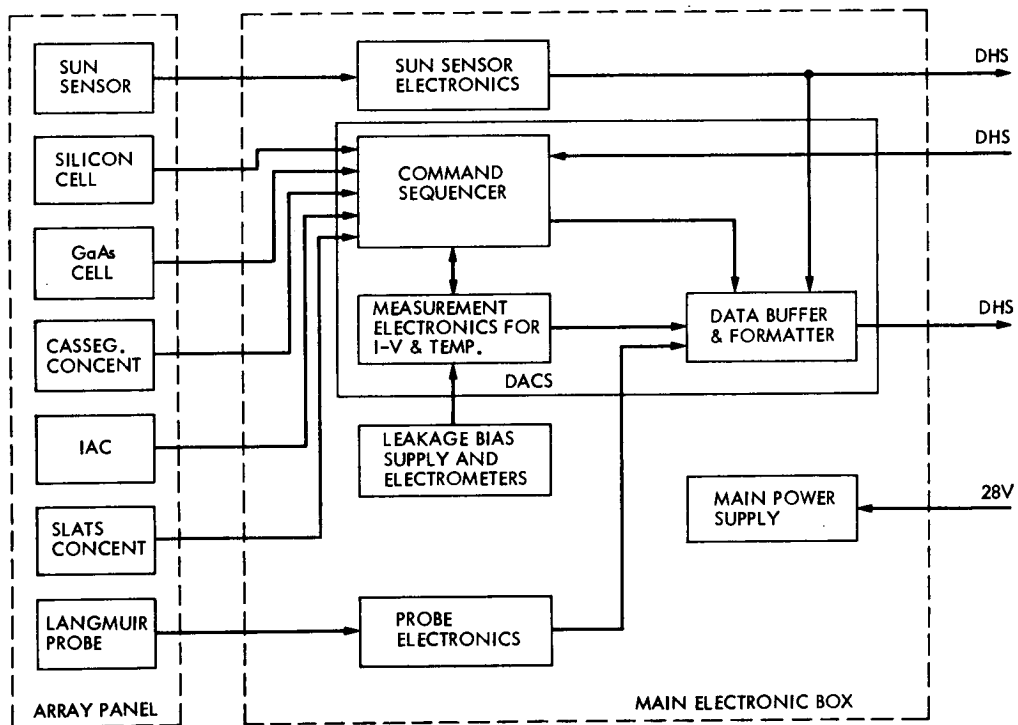 SUN
SENSOR
SUN SENSOR
ELECTRONICS
DHS
SILICON
CELL
COMMAND
SEQUENCER
DHS
GaAs
CELL
CASSEG.
CONCENT
MEASUREMENT
ELECTRONICS FOR
I-V & TEMP.
DATA BUFFER
& FORMATTER
DHS
DACS
IAC
LEAKAGE BIAS
SUPPLY AND
ELECTROMETERS
SLATS
CONCENT
MAIN POWER
SUPPLY
28V
LANGMUIR
PROBE
PROBE
ELECTRONICS
ARRAY PANEL
MAIN ELECTRONIC BOX